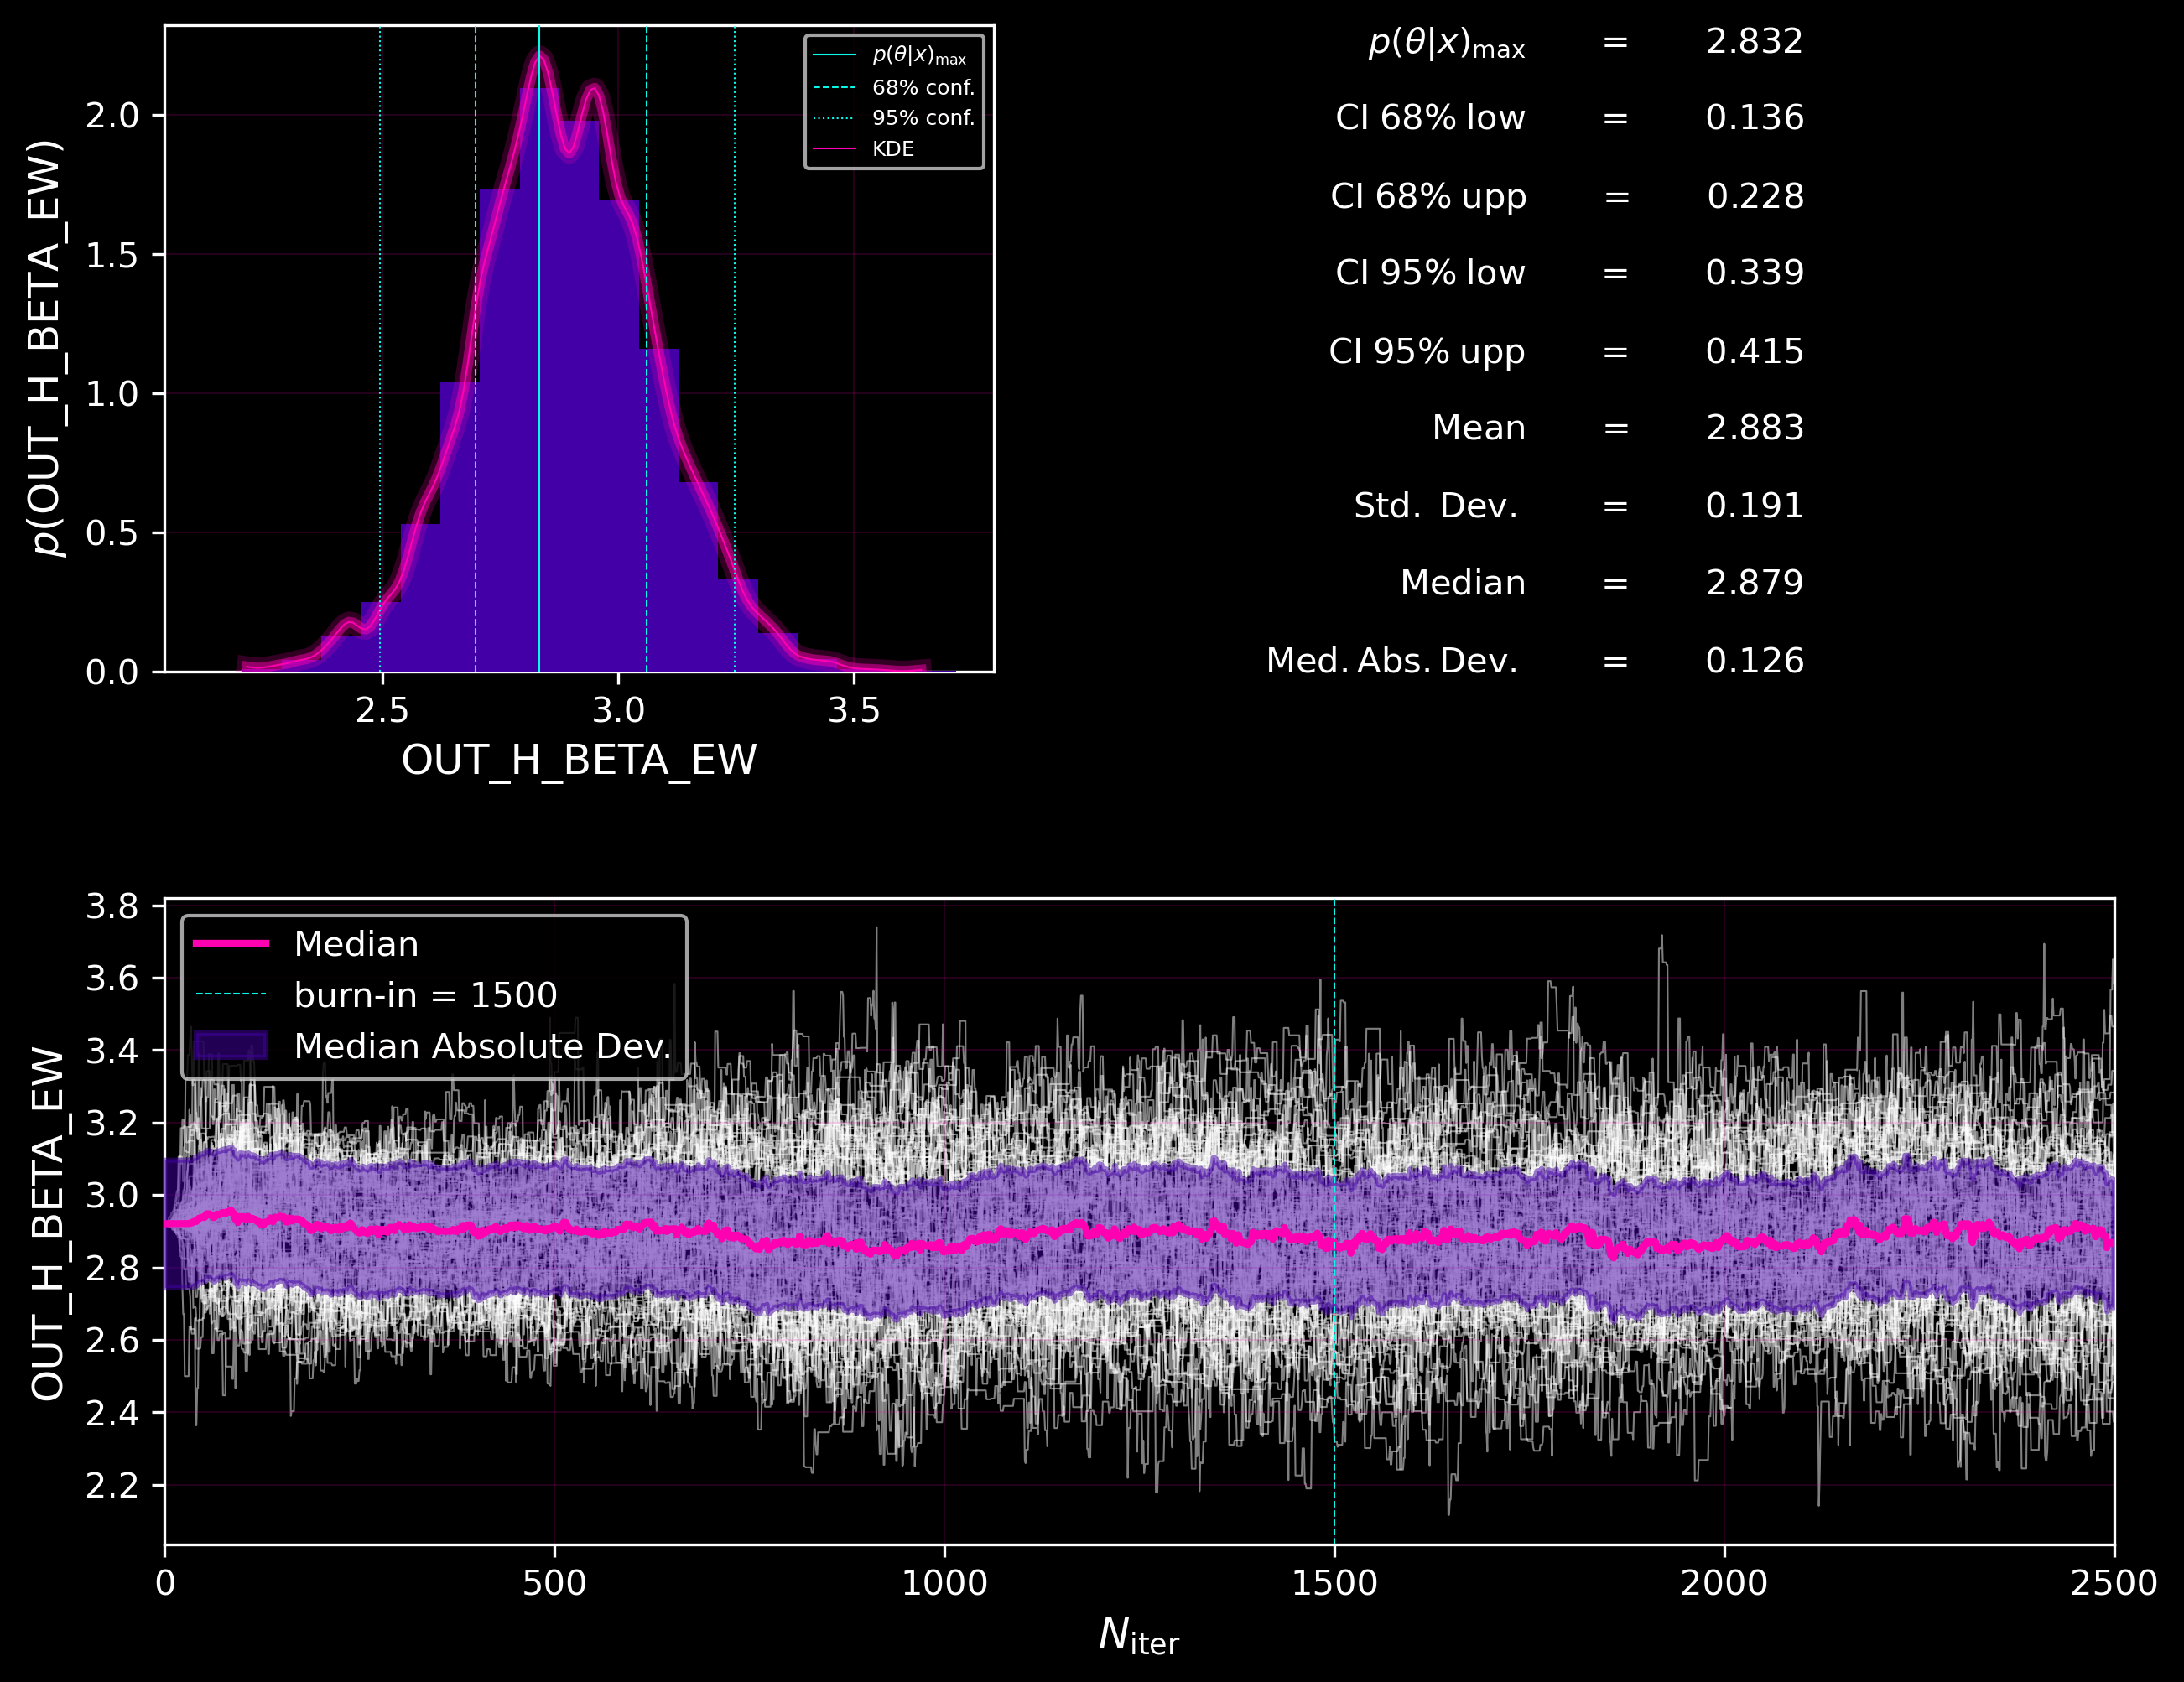 p(OUT_H_BETA_EW)
2.0
1.5
1.0
0.5
0.0
2.5 3.0 3.5
OUT_H_BETA_EW
p(θ|x)max
68% conf.
95% conf.
KDE
p(θ|x)max = 2.832
CI 68% low = 0.136
CI 68% upp = 0.228
CI 95% low = 0.339
CI 95% upp = 0.415
Mean = 2.883
Std. Dev. = 0.191
Median = 2.879
Med. Abs. Dev. = 0.126
OUT_H_BETA_EW
3.8
3.6
3.4
3.2
3.0
2.8
2.6
2.4
2.2
Median
burn-in = 1500
Median Absolute Dev.
0 500 1000 1500 2000 2500
Niter